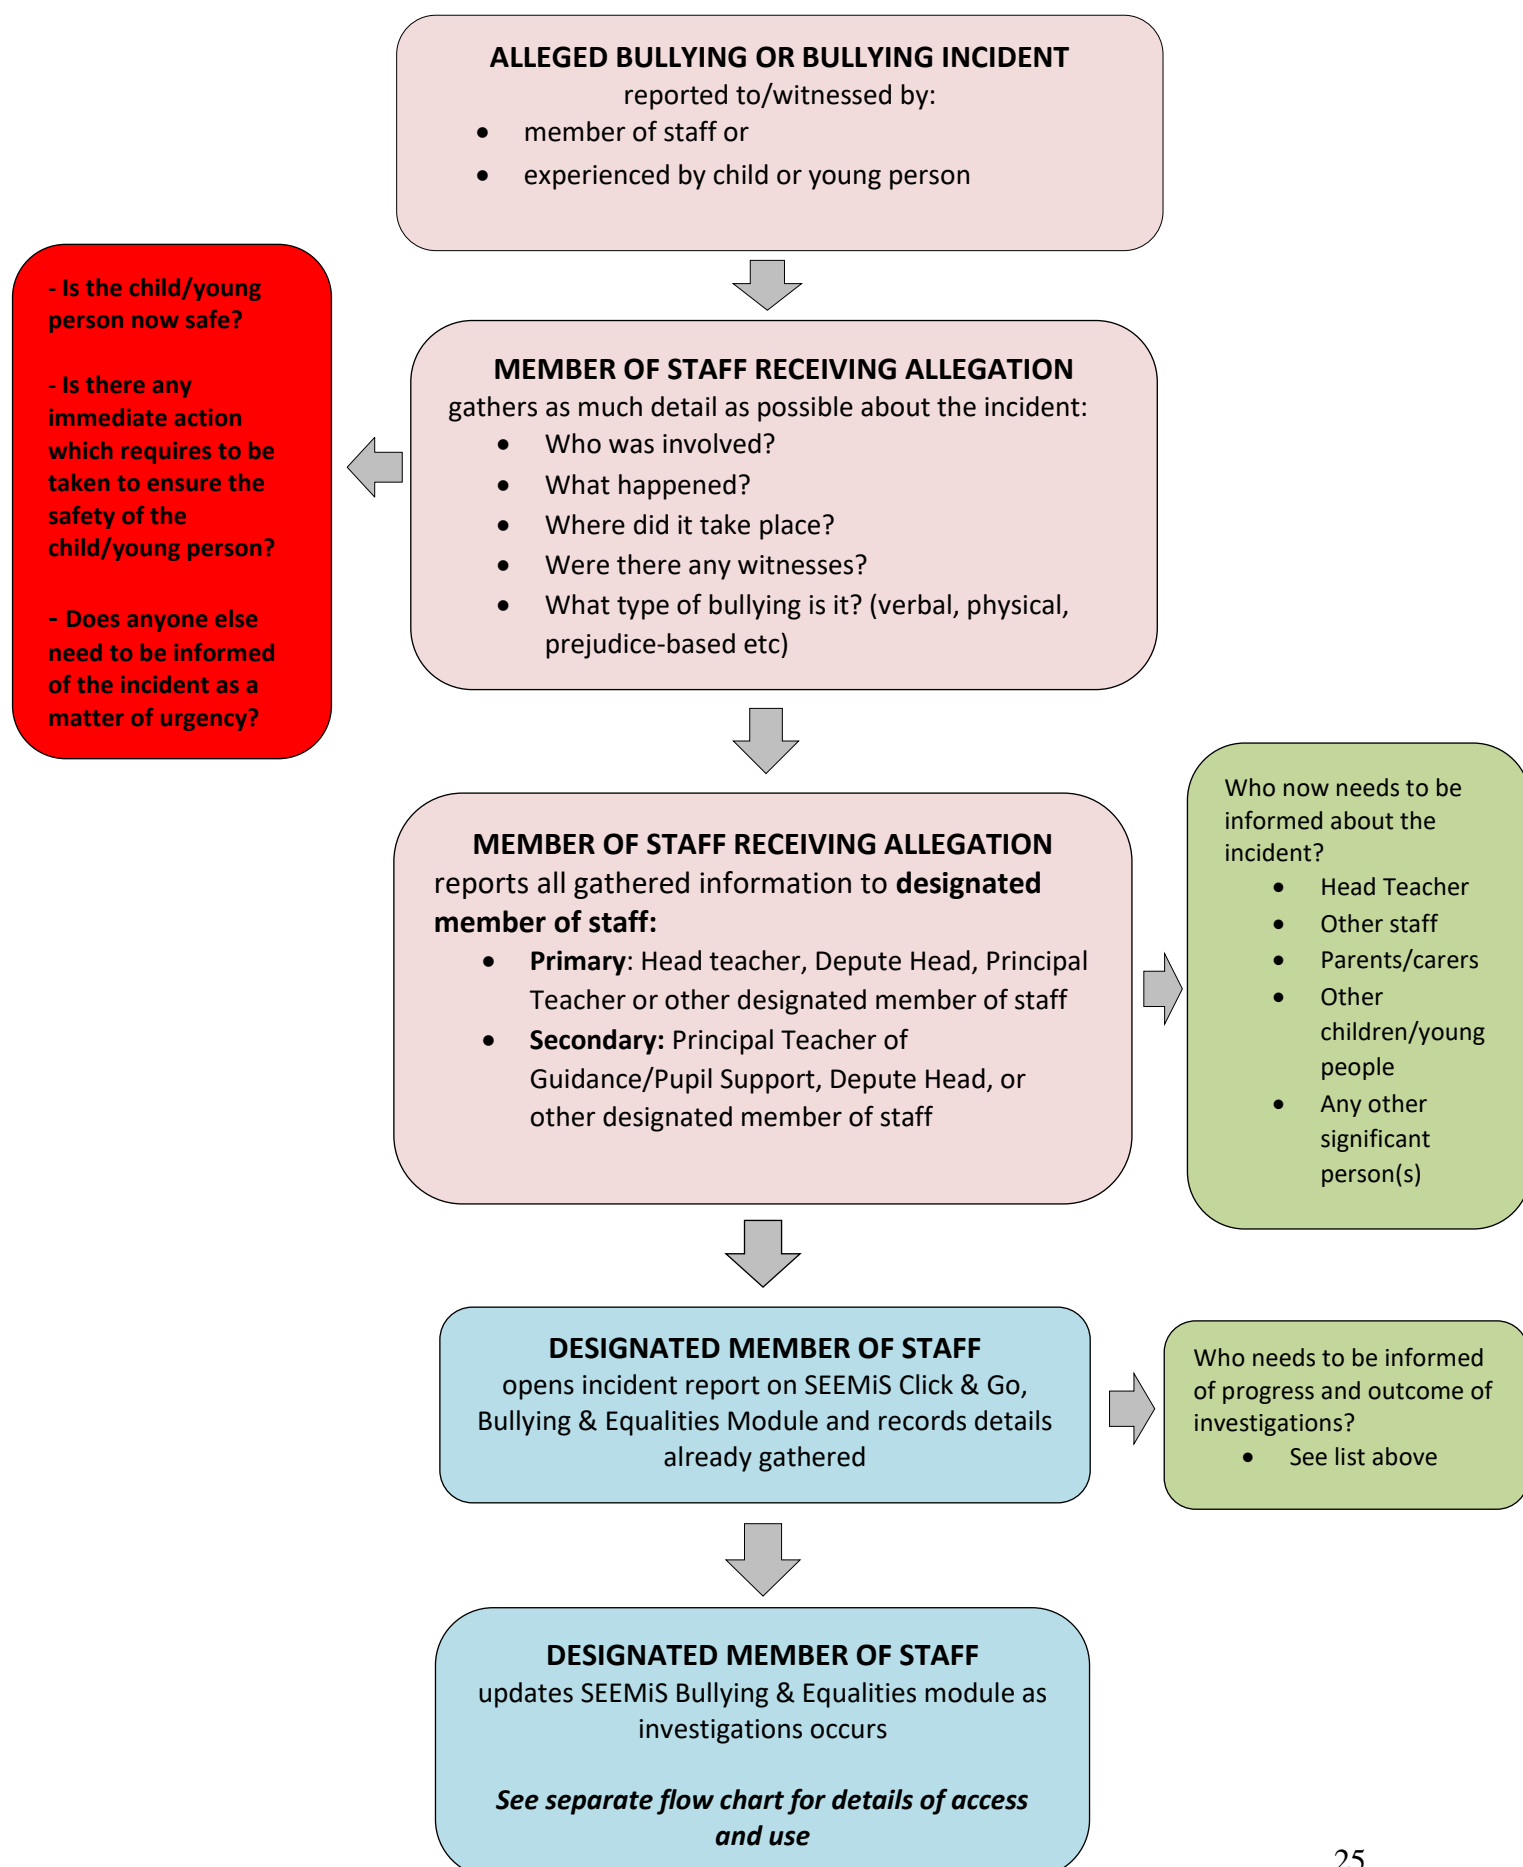 ALLEGED BULLYING OR BULLYING INCIDENT
reported to/witnessed by:
• member of staff or
• experienced by child or young person
- Is the child/young
person now safe?
- Is there any
immediate action
which requires to be
taken to ensure the
safety of the
child/young person?
- Does anyone else
need to be informed
of the incident as a
matter of urgency?
MEMBER OF STAFF RECEIVING ALLEGATION
gathers as much detail as possible about the incident:
• Who was involved?
• What happened?
• Where did it take place?
• Were there any witnesses?
• What type of bullying is it? (verbal, physical,
prejudice-based etc)
MEMBER OF STAFF RECEIVING ALLEGATION
reports all gathered information to designated
member of staff:
• Primary: Head teacher, Depute Head, Principal
Teacher or other designated member of staff
• Secondary: Principal Teacher of
Guidance/Pupil Support, Depute Head, or
other designated member of staff
Who now needs to be
informed about the
incident?
• Head Teacher
• Other staff
• Parents/carers
• Other
children/young
people
• Any other
significant
person(s)
DESIGNATED MEMBER OF STAFF
opens incident report on SEEMiS Click & Go,
Bullying & Equalities Module and records details
already gathered
Who needs to be informed
of progress and outcome of
investigations?
• See list above
DESIGNATED MEMBER OF STAFF
updates SEEMiS Bullying & Equalities module as
investigations occurs
See separate flow chart for details of access
and use
25